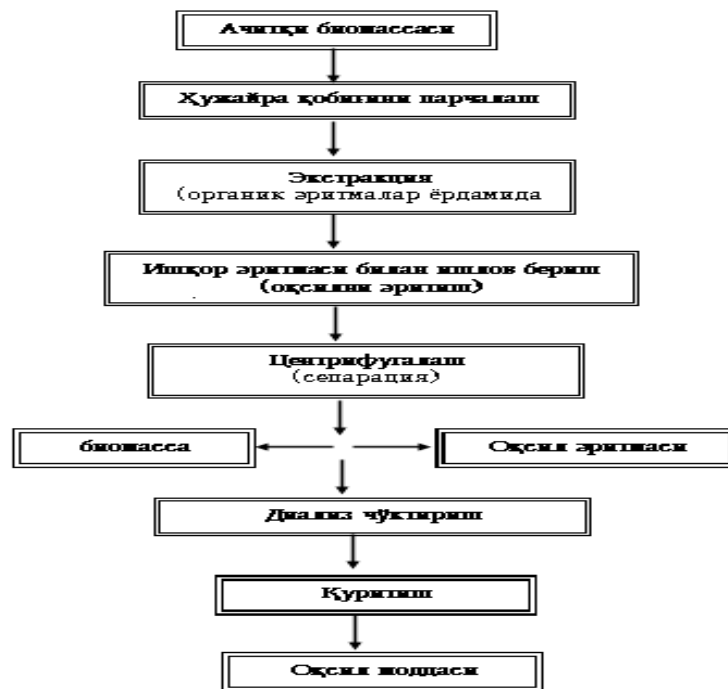 Ачитқи биомассаси
Ҳужайра қобиғини парчалаш
Экстракция
(органик эритмалар ёрдамида
Ишқор эритмаси билан ишлов бериш
(оқсилни эритиш)
Центрифугалаш
(сепарация)
биомасса
Оқсил эритмаси
Диализ чўктириш
Қуритиш
Оқсил моддаси